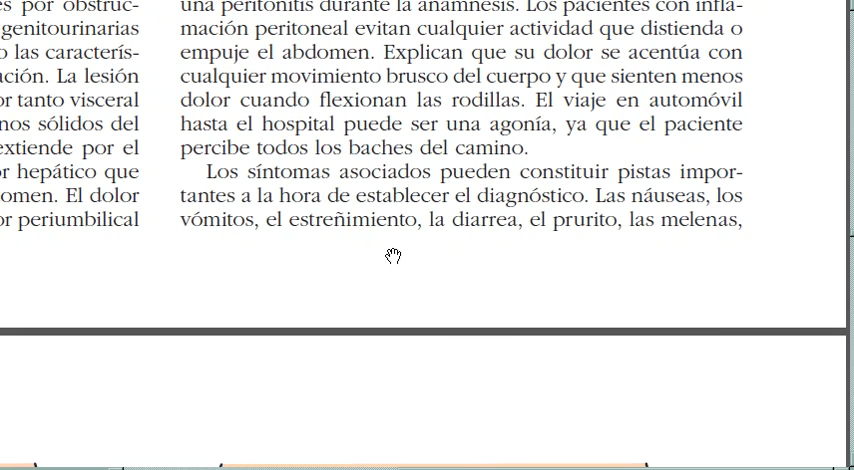 es por obstruc-
genitourinarias
o las caracterís-
ación. La lesión
or tanto visceral
nos sólidos del
extiende por el
or hepático que
omen. El dolor
or periumbilical
una peritonitis durante la anamnesis. Los pacientes con infla-
mación peritoneal evitan cualquier actividad que distienda o
empuje el abdomen. Explican que su dolor se acentúa con
cualquier movimiento brusco del cuerpo y que sienten menos
dolor cuando flexionan las rodillas. El viaje en automóvil
hasta el hospital puede ser una agonía, ya que el paciente
percibe todos los baches del camino.
Los síntomas asociados pueden constituir pistas impor-
tantes a la hora de establecer el diagnóstico. Las náuseas, los
vómitos, el estreñimiento, la diarrea, el prurito, las melenas,